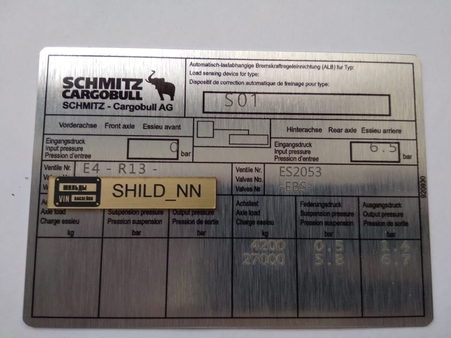 Automatisch-lastabhängige Bremskraftregeleinrichtung (ALB) für Typ:
Load sensing device for type:
Dispositif de correction automatique de freinage pour type:
SCHMITZ
CARGOBULL
SCHMITZ - Cargobull AG
S01
Vorderachse Front axle Essieu avant
Hinterachse Rear axle Essieu arriere
Eingangsdruck
Input pressure
Pression d'entree
0 bar
Eingangsdruck
Input pressure
Pression d'entree
6.5 bar
Ventile Nr. E4 - R13 -
Ventile Nr. ES2053
Valves No. EBS
VIN
SHILD_NN
Axle load
Charge essieu
kg
Suspension pressure
Pression suspension
bar
Output pressure
Pression de sortie
bar
Achslast
Axle load
Charge essieu
kg
Federungsdruck
Suspension pressure
Pression suspension
bar
Ausgangsdruck
Output pressure
Pression de sortie
bar
4200 0.5
27000 5.8 6.7